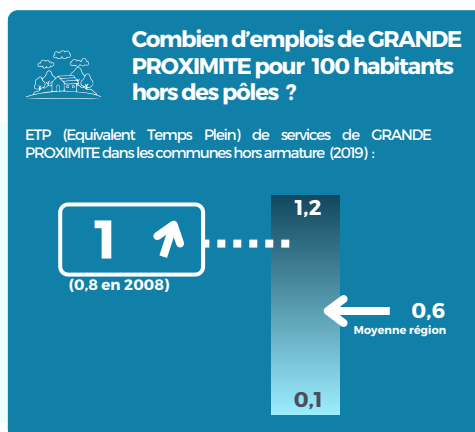 Combien d’emplois de GRANDE
PROXIMITE pour 100 habitants
hors des pôles ?
ETP (Equivalent Temps Plein) de services de GRANDE
PROXIMITE dans les communes hors armature (2019) :
1,2
1
(0,8 en 2008)
0,6
Moyenne région
0,1